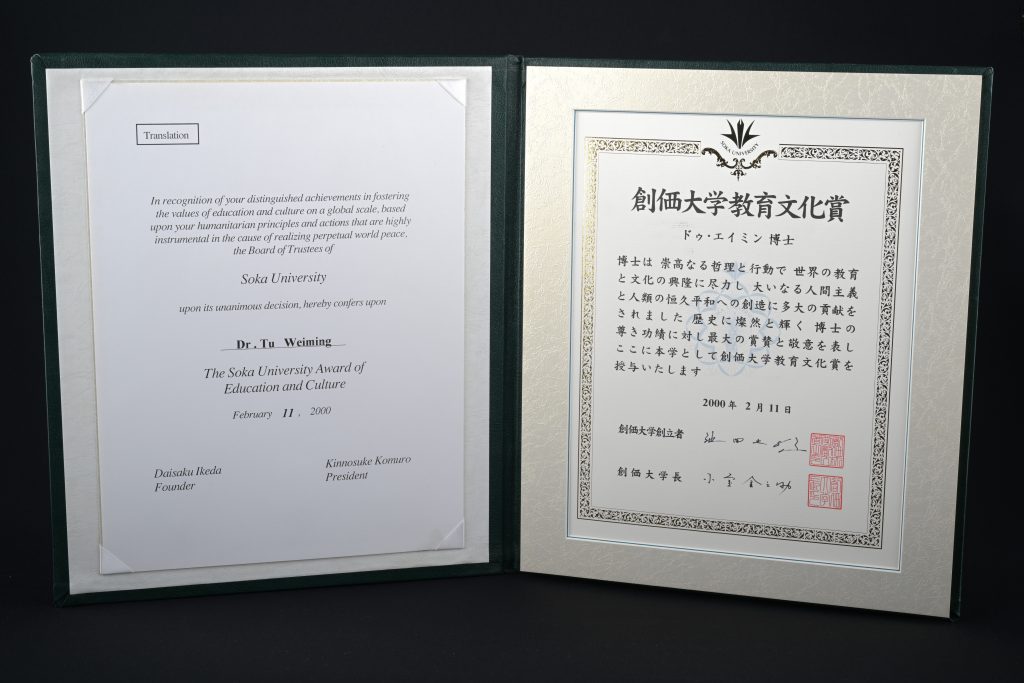 Translation
In recognition of your distinguished achievements in fostering
the values of education and culture on a global scale, based
upon your humanitarian principles and actions that are highly
instrumental in the cause of realizing perpetual world peace,
the Board of Trustees of
Soka University
upon its unanimous decision, hereby confers upon
Dr. Tu Weiming
The Soka University Award of
Education and Culture
February 11, 2000
Daisaku Ikeda
Founder
Kinnosuke Komuro
President
SOKA UNIVERSITY
創価大学教育文化賞
ドゥ・エイミン 博士
博士は 崇高なる哲理と行動で 世界の教育
と文化の興隆に尽力し 大いなる人間主義
と人類の恒久平和への創造に多大の貢献を
されました 歴史に燦然と輝く 博士の
尊き功績に対し最大の賞賛と敬意を表し
ここに本学として創価大学教育文化賞を
授与いたします
2000年 2月11日
創価大学創立者
創価大学長 小室金之助